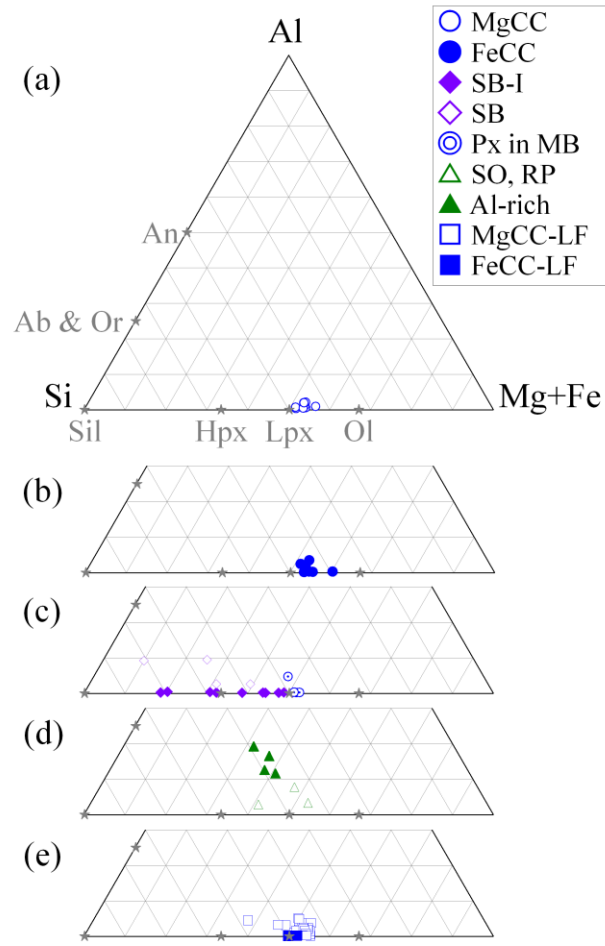 Al
(a)
An
Ab & Or
Si
Mg+Fe
Sil
Hpx
Lpx
Ol
MgCC
FeCC
SB-I
SB
Px in MB
SO, RP
Al-rich
MgCC-LF
FeCC-LF
(b)
(c)
(d)
(e)